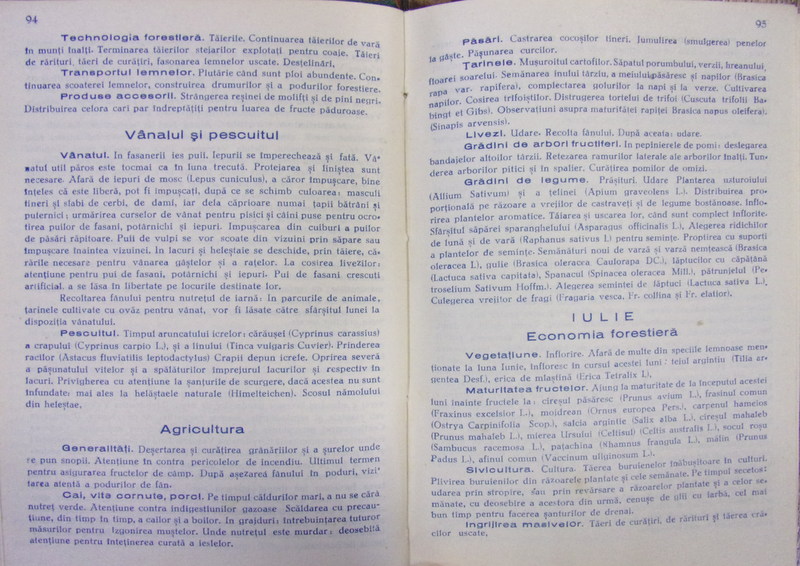 94
Technologia forestieră. Tăierile. Continuarea tăierilor de vară
în munți înalți. Terminarea tăierilor stejarilor explotați pentru coaje. Tăieri
de rărituri, tăeri de curățiri, fasonarea lemnelor uscate. Desțelinări,
Transportul lemnelor. Plutărie când sunt ploi abundente. Con-
tinuarea scoaterei lemnelor, construirea drumurilor și a podurilor forestiere.
Produse accesorii. Strângerea reșinei de molifți și de pini negri.
Distribuirea celora cari par îndreptățiți pentru luarea de fructe păduroase.
Vânatul și pescuitul
Vânatul. În fasanerii ies puii. Iepurii se împerechează și fată. Vâ-
natul util păros este tocmai ca în luna trecută. Protejarea și liniștea sunt
necesare. Afară de iepuri de mosc (Lepus cuniculus), a căror împușcare, bine
înțeles că este liberă, pot fi împușcați, după ce se schimb culoarea: masculi
tineri și slabi de cerbi, de dami, iar dela căprioare numai țapii bătrâni și
puternici; urmărirea curselor de vânat pentru pisici și câini puse pentru ocro-
tirea puilor de fasani, potârnichi și iepuri. Împușcarea din cuiburi a puilor
de păsări răpitoare. Puii de vulpi se vor scoate din vizuini prin săpare sau
împușcare înaintea vizuinei. În lacuri și heleștaie se deschide, prin tăiere, că-
rările necesare pentru vânarea gâștelor și a rațelor. La cosirea livezilor:
atențiune pentru pui de fasani, potârnichi și iepuri. Pui de fasani crescuți
artificial, a se lăsa în libertate pe locurile destinate lor.
Recoltarea fânului pentru nutrețul de iarnă: În parcurile de animale,
țarinele cultivate cu ovăz pentru vânat, vor fi lăsate către sfârșitul lunei la
dispoziția vânatului.
Pescuitul. Timpul aruncatului icrelor: cărăușel (Cyprinus carassius)
a crapului (Cyprinus carpio L.), și a linului (Tinca vulgaris Cuvier). Prinderea
racilor (Astacus fluviatilis leptodactylus) Crapii depun icrele. Oprirea severă
a pășunatului vitelor și a spălăturilor împrejurul lacurilor și respectiv în
lacuri. Privigherea cu atențiune la șanțurile de scurgere, dacă acestea nu sunt
înfundate: mai ales la helăștaele naturale (Himelteichen). Scosul nămolului
din heleștae.
Agricultura
Generalități. Deșertarea și curățirea grânăriilor și a șurelor unde
se pun snopii. Atențiune în contra pericolelor de incendiu. Ultimul termen
pentru asigurarea fructelor de câmp. După așezarea fânului în poduri, vizi-
tarea atentă a podurilor de fân.
Cai, vite cornute, porci. Pe timpul căldurilor mari, a nu se cără
nutreț verde. Atențiune contra indigestiunilor gazoase Scăldarea cu precau-
țiune, din timp în timp, a cailor și a boilor. În grajduri: întrebuințarea tuturor
măsurilor pentru isgonirea muștelor. Unde nutrețul este murdar: deosebită
atențiune pentru înteținerea curată a ieslelor.
95
Păsări. Castrarea cocoșilor tineri. Jumulirea (smulgerea) penelor
la gâște. Pășunarea curcilor.
Țarinele. Mușuroitul cartofilor. Săpatul porumbului, verzii, hreanului,
floarei soarelui. Semănarea inului târziu, a meiului păsăresc și napilor (Brasica
rapa var. rapifera), complectarea golurilor la napi și la verze. Cultivarea
napilor. Cosirea trifoiștilor. Distrugerea tortelui de trifoi (Cuscuta trifolii Ba-
bingt et Gibs). Observațiuni asupra maturităței rapiței Brasica napus oleifera).
(Sinapis arvensis).
Livezi. Udare. Recolta fânului. După aceata: udare.
Grădini de arbori fructiferi. În pepinierele de pomi: deslegarea
bandajelor altoilor târzii. Retezarea ramurilor laterale ale arborilor înalți. Tun-
derea arborilor pitici și în spalier. Curățirea pomilor de omizi.
Grădini de legume. Prășituri. Udare Plantarea usturoiului
(Allium Sativum) și a țelinei (Apium graveolens L.). Distribuirea pro-
porțională pe răzoare a vrejilor de castraveți și de legume bostănoase. Inflo-
rirea plantelor aromatice. Tăiarea și uscarea lor, când sunt complect înflorite.
Sfârșitul săpărei sparanghelului (Asparagus officinalis L.), Alegerea ridichilor
de lună și de vară (Raphanus sativus L) pentru semințe. Proptirea cu suporți
a plantelor de semințe. Semănături noui de varză și varză nemțească (Brasica
oleracea L.), gulie (Brasica oleracea Caulorapa DC.), lăptucilor cu căpățână
(Lactuca sativa capitata), Spanacul (Spinacea oleracea Mill.), pătrunjelul (Pe-
troselium Sativum Hoffm.). Alegerea seminței de lăptuci (Lactuca sativa L.)
Culegerea vrejilor de fragi (Fragaria vesca, Fr. collina și Fr. elatior).
IULIE
Economia forestieră
Vegetațiune. Înflorire. Afară de multe din speciile lemnoase men-
ționate la luna Iunie, înfloresc în cursul acestei luni: teiul argintiu (Tilia ar-
gentea Desf.), erica de mlaștină (Erica Tetralix L.).
Maturitatea fructelor. Ajung la maturitate de la începutul acestei
luni înainte fructele la: cireșul păsăresc (Prunus avium L.), frasinul comun
(Fraxinus excelsior L.), mojdrean (Ornus europea Pers.), carpenul hameios
(Ostrya Carpinifolia Scop.), salcia argintie (Salix alba L.), cireșul mahaleb
(Prunus mahaleb L.), mierea Ursului (Celtisul) (Celtis australis L.), socul roșu
(Sambucus racemosa L.), patachina (Rhamnus frangula L.), mălin (Prunus
Padus L.), afinul comun (Vaccinum uliginosum L.).
Sivicultura. Cultura. Tăerea buruienelor înăbușitoare în culturi.
Plivirea buruienilor din răzoarele plantate și cele semănate. Pe timpul secetos:
udarea prin stropire, sau prin revărsare a răzoarelor plantate și a celor se-
mănate, cu deosebire a acestora din urmă, cenușe de găli cu iarbă, cel mai
bun timp pentru facerea șanțurilor de drenai.
Îngrijirea masivelor. Tăeri de curățiri, de rărituri și tăerea cră-
cilor uscate,